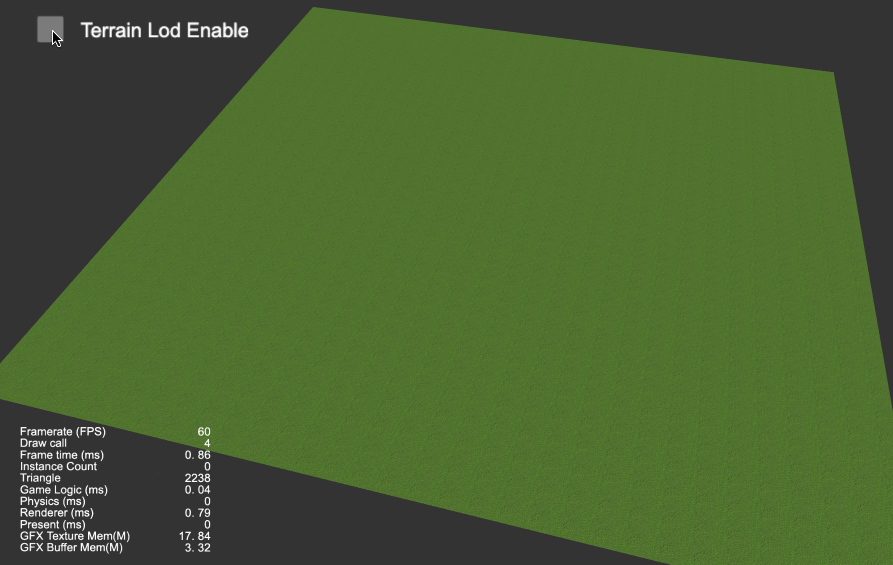 Terrain Lod Enable
Framerate (FPS) 60
Draw call 4
Frame time (ms) 0. 86
Instance Count 0
Triangle 2238
Game Logic (ms) 0. 04
Physics (ms) 0
Renderer (ms) 0. 79
Present (ms) 0
GFX Texture Mem(M) 17. 84
GFX Buffer Mem(M) 3. 32